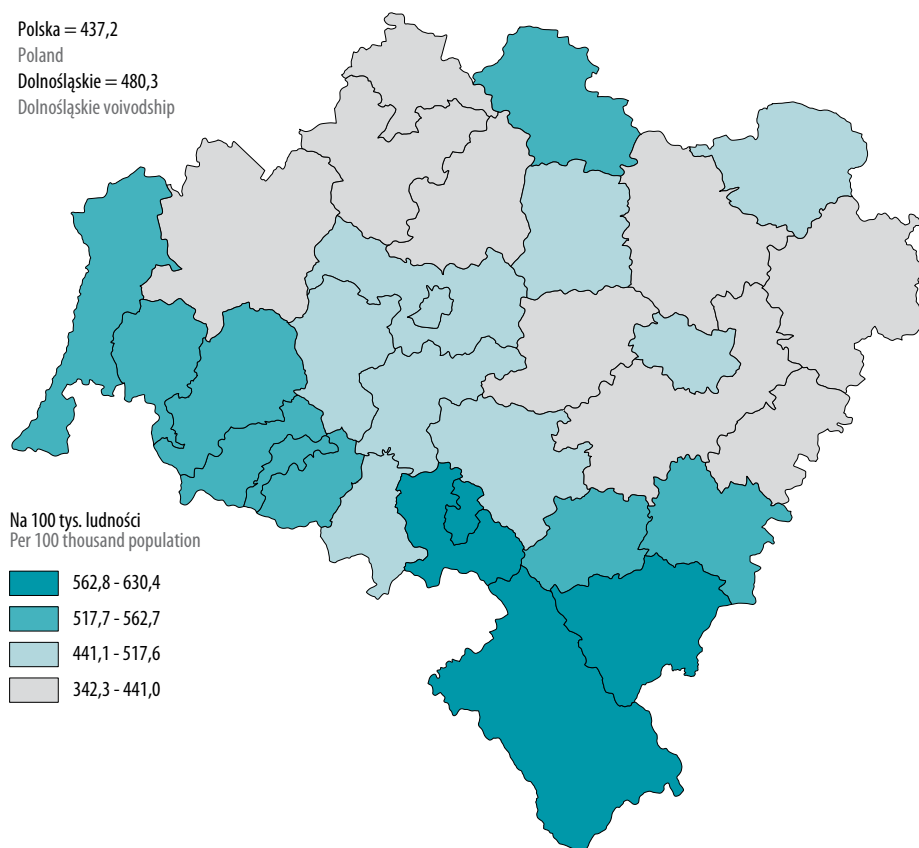 Polska = 437,2
Poland
Dolnośląskie = 480,3
Dolnośląskie voivodship
Na 100 tys. ludności
Per 100 thousand population
562,8 - 630,4
517,7 - 562,7
441,1 - 517,6
342,3 - 441,0